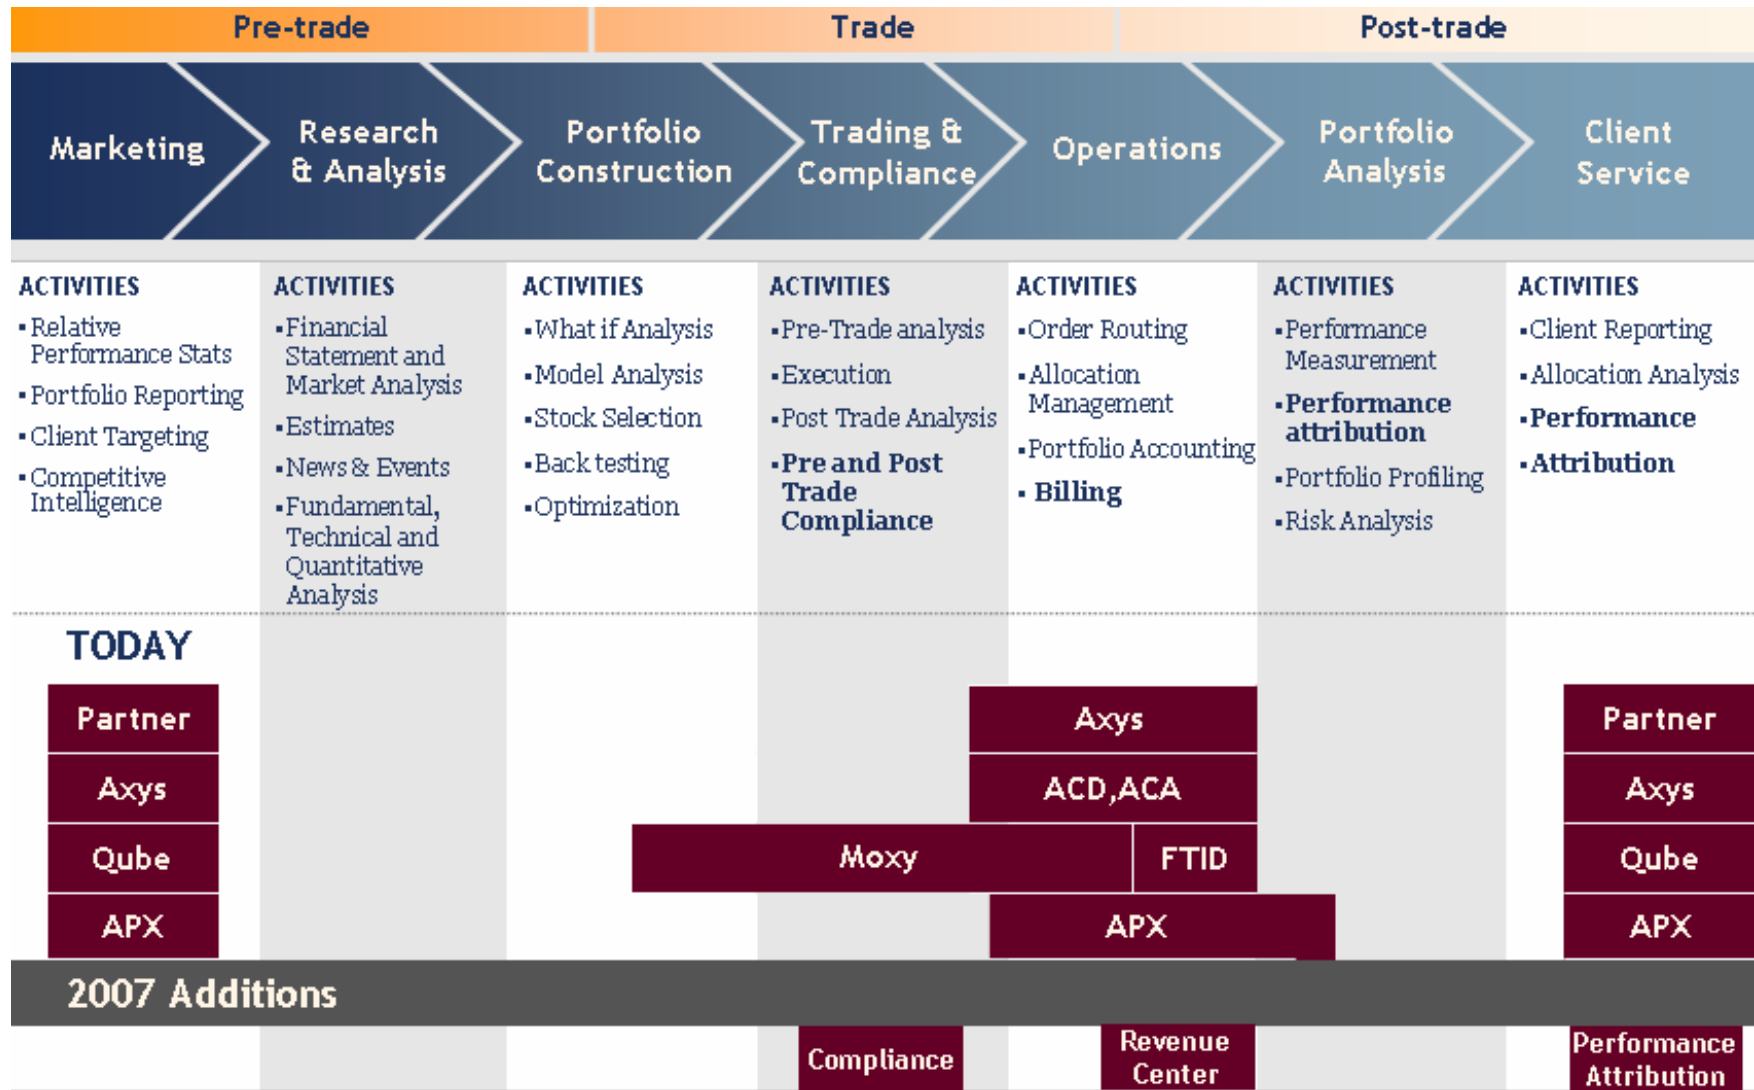 Pre-trade
Trade
Post-trade
Marketing
Research
& Analysis
Portfolio
Construction
Trading &
Compliance
Operations
Portfolio
Analysis
Client
Service
ACTIVITIES
▪Relative
Performance Stats
▪Portfolio Reporting
▪Client Targeting
▪Competitive
Intelligence
ACTIVITIES
▪Financial
Statement and
Market Analysis
▪Estimates
▪News & Events
▪Fundamental,
Technical and
Quantitative
Analysis
ACTIVITIES
▪What if Analysis
▪Model Analysis
▪Stock Selection
▪Back testing
▪Optimization
ACTIVITIES
▪Pre-Trade analysis
▪Execution
▪Post Trade Analysis
▪Pre and Post
Trade
Compliance
ACTIVITIES
▪Order Routing
▪Allocation
Management
▪Portfolio Accounting
▪ Billing
ACTIVITIES
▪Performance
Measurement
▪Performance
attribution
▪Portfolio Profiling
▪Risk Analysis
ACTIVITIES
▪Client Reporting
▪Allocation Analysis
▪Performance
▪Attribution
TODAY
Partner
Axys
Partner
Axys
ACD,ACA
Axys
Qube
Moxy
FTID
Qube
APX
APX
APX
2007 Additions
Compliance
Revenue
Center
Performance
Attribution